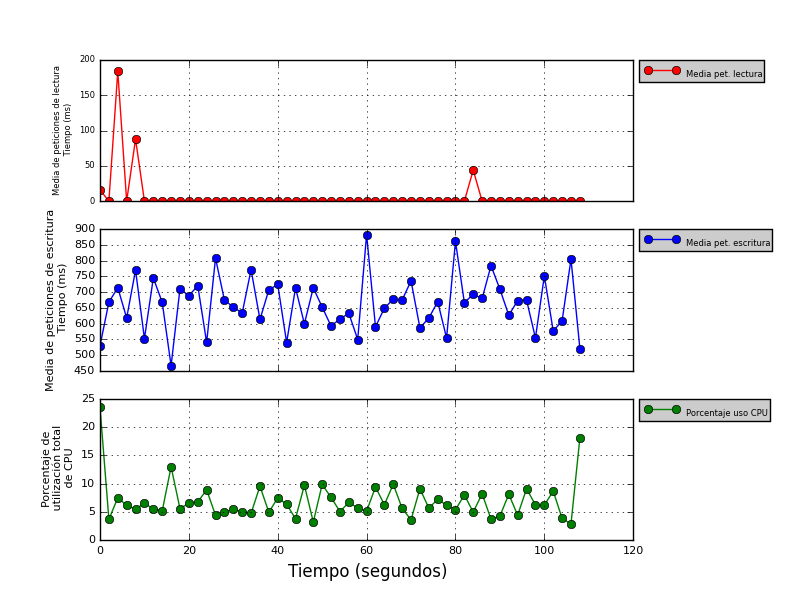 Media de peticiones de lectura
Tiempo (ms)
200
150
100
50
0
Media pet. lectura
Media de peticiones de escritura
Tiempo (ms)
900
850
800
750
700
650
600
550
500
450
Media pet. escritura
Porcentaje de
utilización total
de CPU
25
20
15
10
5
0
Porcentaje uso CPU
0 20 40 60 80 100 120
Tiempo (segundos)